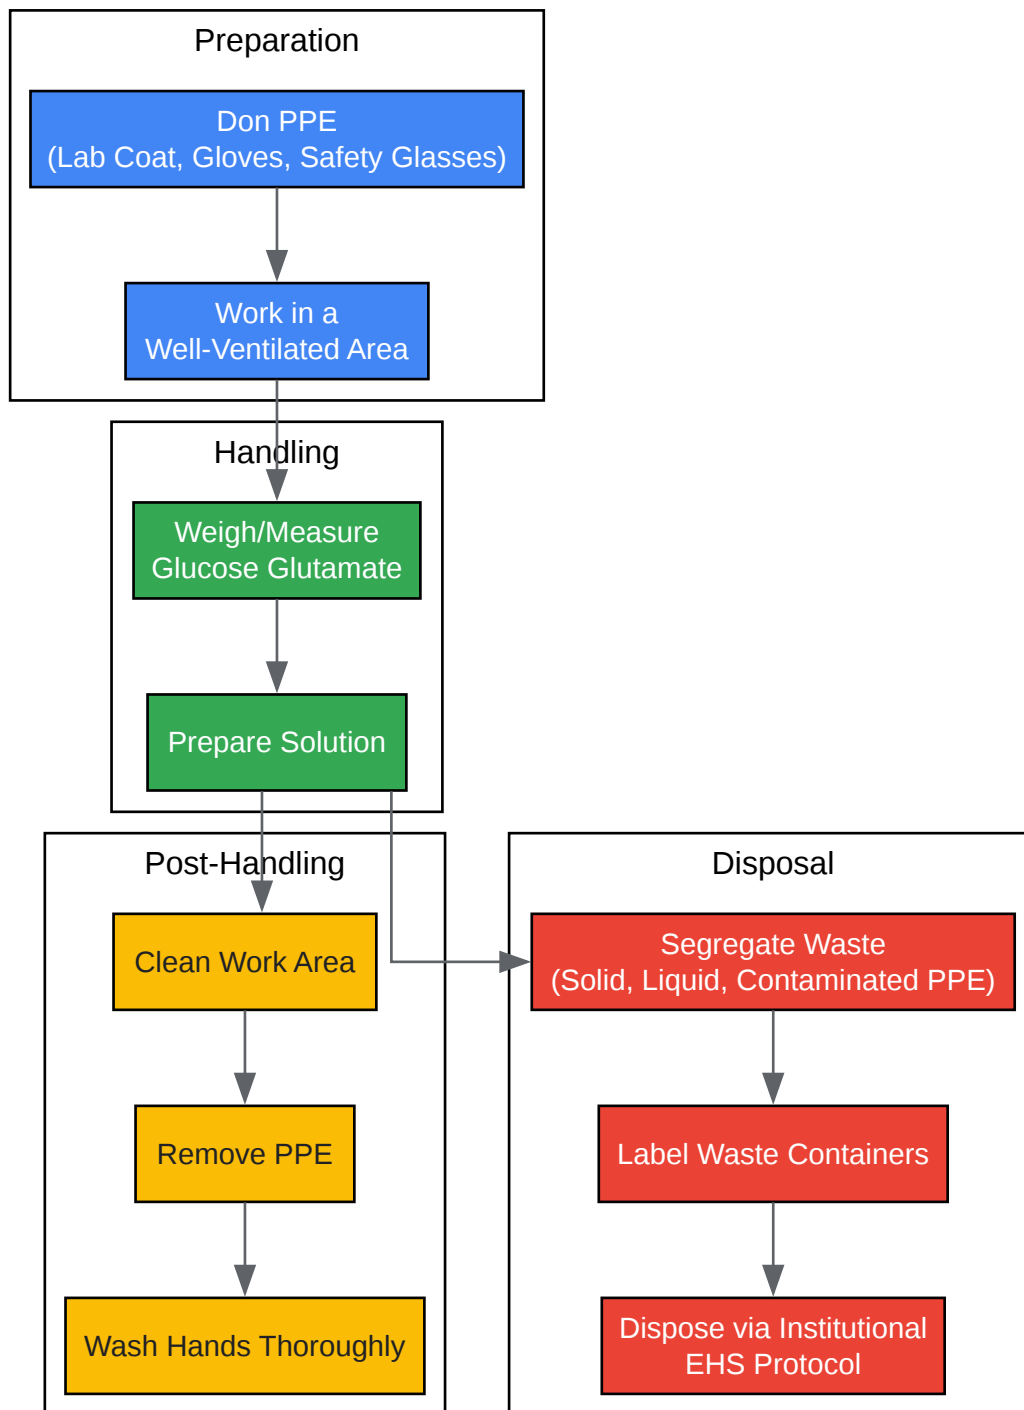 Preparation
Don PPE
(Lab Coat, Gloves, Safety Glasses)
Work in a
Well-Ventilated Area
Handling
Weigh/Measure
Glucose Glutamate
Prepare Solution
Post-Handling
Clean Work Area
Remove PPE
Wash Hands Thoroughly
Disposal
Segregate Waste
(Solid, Liquid, Contaminated PPE)
Label Waste Containers
Dispose via Institutional
EHS Protocol